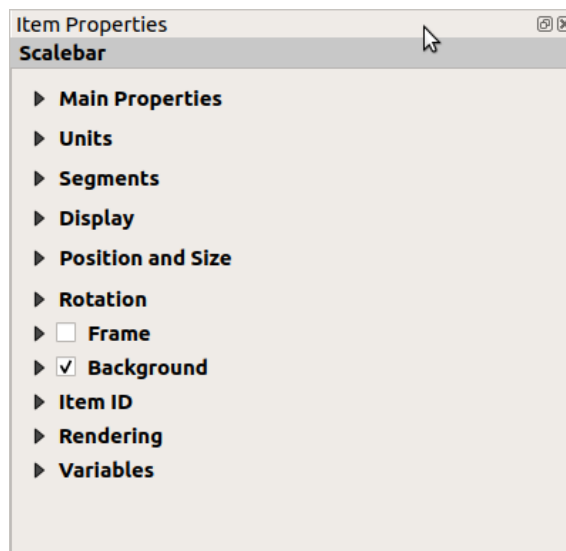 Item Properties
Scalebar
Main Properties
Units
Segments
Display
Position and Size
Rotation
Frame
Background
Item ID
Rendering
Variables